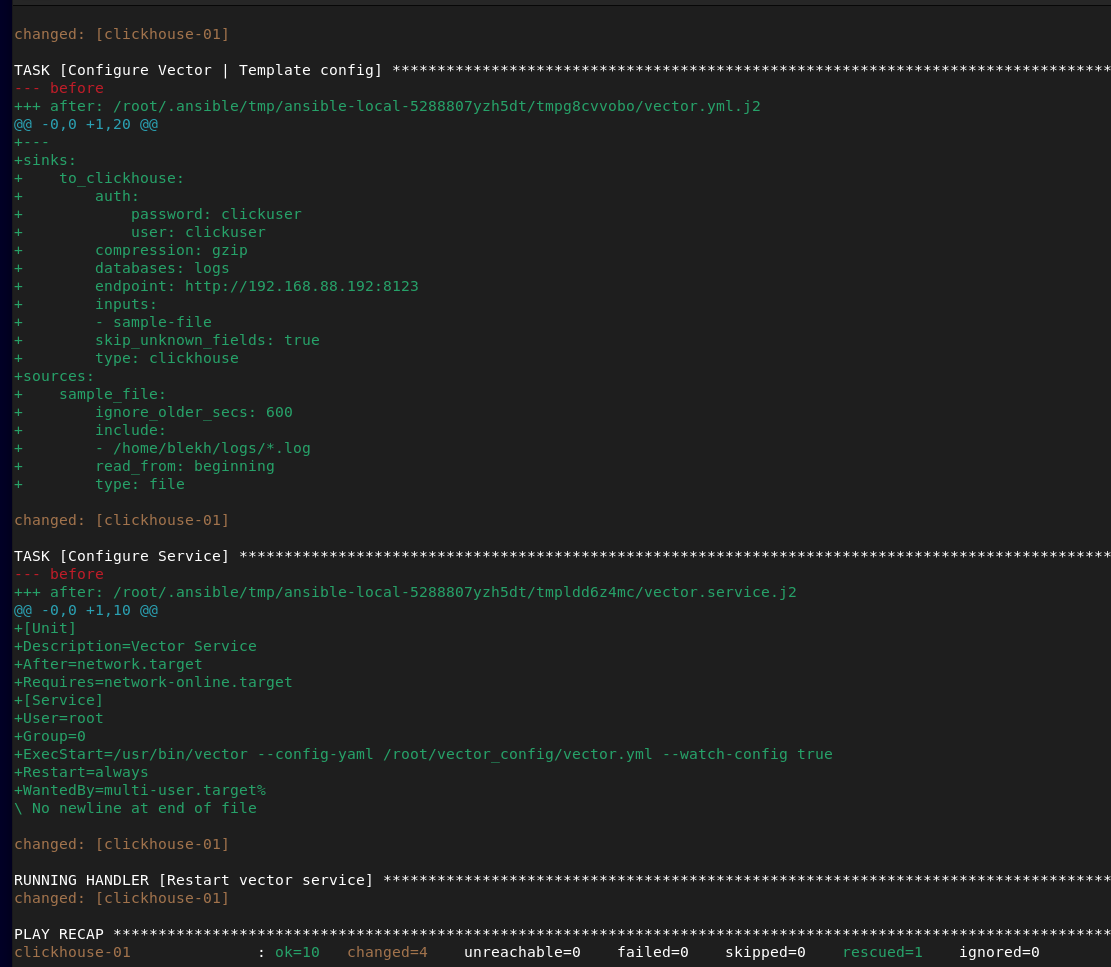 changed: [clickhouse-01]
TASK [Configure Vector | Template config] ********************************************************************************
--- before
+++ after: /root/.ansible/tmp/ansible-local-5288807yzh5dt/tmpg8cvvobo/vector.yml.j2
@@ -0,0 +1,20 @@
+---
+sinks:
+    to_clickhouse:
+        auth:
+            password: clickuser
+            user: clickuser
+        compression: gzip
+        databases: logs
+        endpoint: http://192.168.88.192:8123
+        inputs:
+        - sample-file
+        skip_unknown_fields: true
+        type: clickhouse
+sources:
+    sample_file:
+        ignore_older_secs: 600
+        include:
+        - /home/blekh/logs/*.log
+        read_from: beginning
+        type: file
changed: [clickhouse-01]
TASK [Configure Service] *************************************************************************************************
--- before
+++ after: /root/.ansible/tmp/ansible-local-5288807yzh5dt/tmpldd6z4mc/vector.service.j2
@@ -0,0 +1,10 @@
+[Unit]
+Description=Vector Service
+After=network.target
+Requires=network-online.target
+[Service]
+User=root
+Group=0
+ExecStart=/usr/bin/vector --config-yaml /root/vector_config/vector.yml --watch-config true
+Restart=always
+WantedBy=multi-user.target%
\ No newline at end of file
changed: [clickhouse-01]
RUNNING HANDLER [Restart vector service] *********************************************************************************
changed: [clickhouse-01]
PLAY RECAP ***************************************************************************************************************
clickhouse-01              : ok=10   changed=4    unreachable=0    failed=0    skipped=0    rescued=1    ignored=0